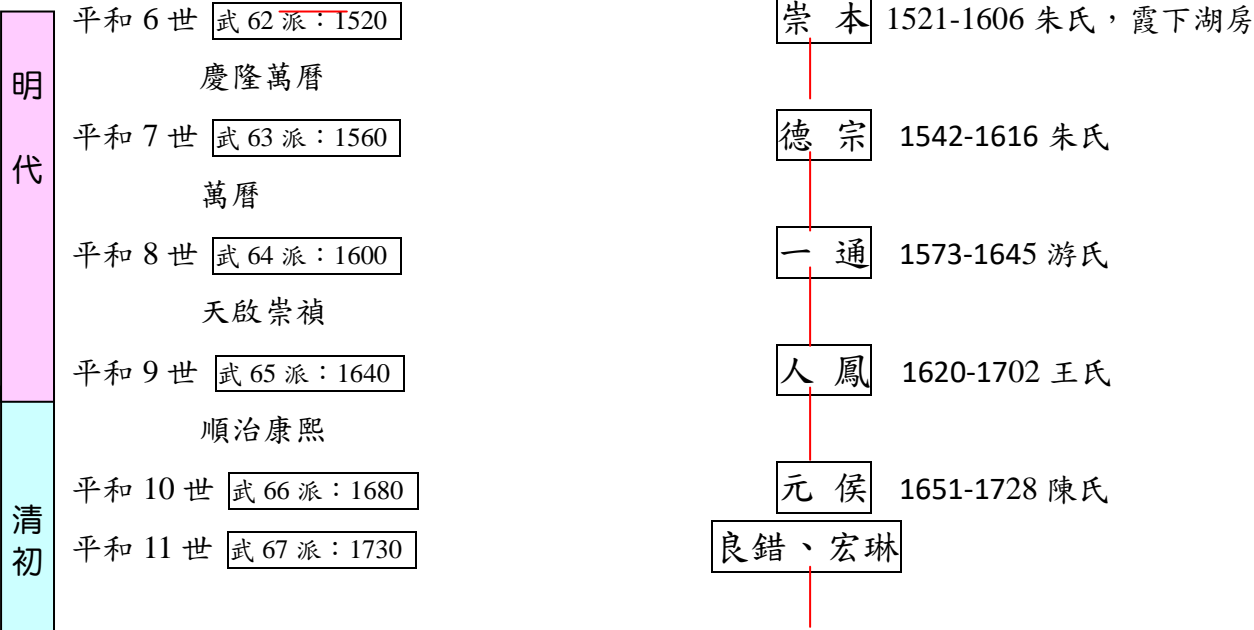 平和 6 世 武 62 派：1520 崇 本 1521-1606 朱氏，霞下湖房
慶隆萬曆
明代
平和 7 世 武 63 派：1560 德 宗 1542-1616 朱氏
萬曆
平和 8 世 武 64 派：1600 一 通 1573-1645 游氏
天啟崇禎
平和 9 世 武 65 派：1640 人 鳳 1620-1702 王氏
順治康熙
平和 10 世 武 66 派：1680 元 侯 1651-1728 陳氏
清初
平和 11 世 武 67 派：1730 良錯、宏琳